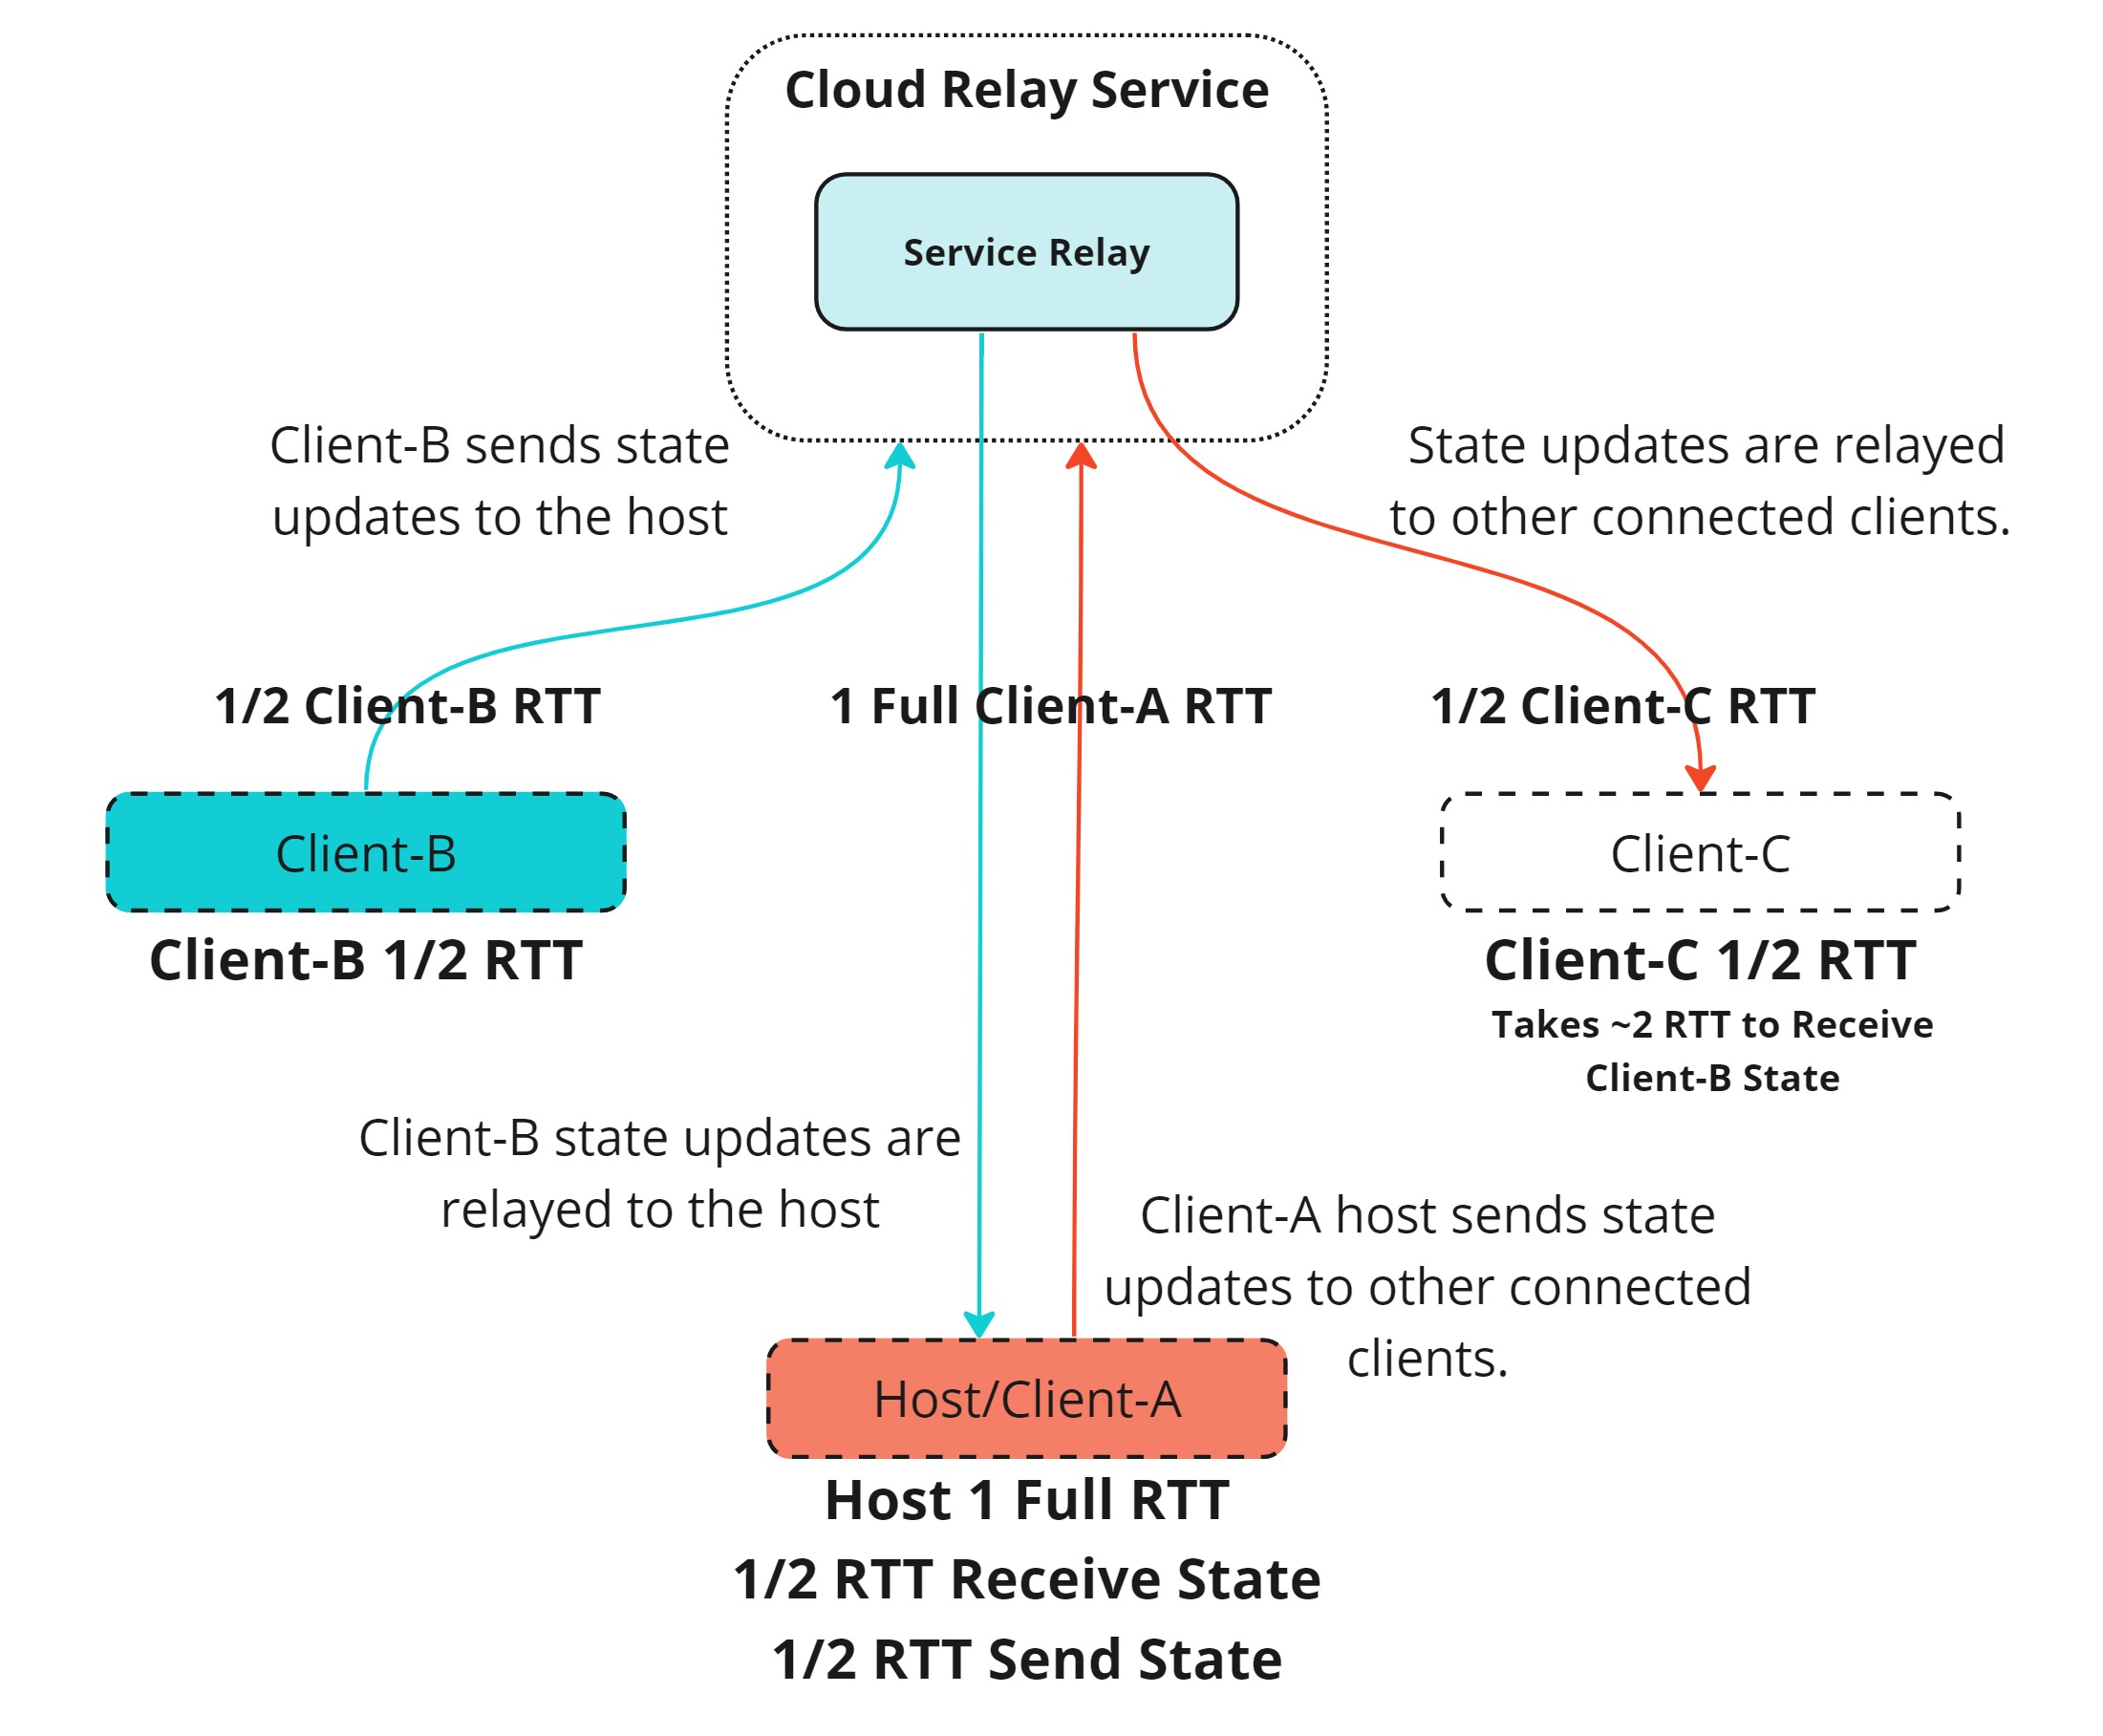 Cloud Relay Service
Service Relay
Client-B sends state
updates to the host
State updates are relayed
to other connected clients.
1/2 Client-B RTT
1 Full Client-A RTT
1/2 Client-C RTT
Client-B
Client-C
Client-B 1/2 RTT
Client-C 1/2 RTT
Takes ~2 RTT to Receive
Client-B State
Client-B state updates are
relayed to the host
Client-A host sends state
updates to other connected
clients.
Host/Client-A
Host 1 Full RTT
1/2 RTT Receive State
1/2 RTT Send State